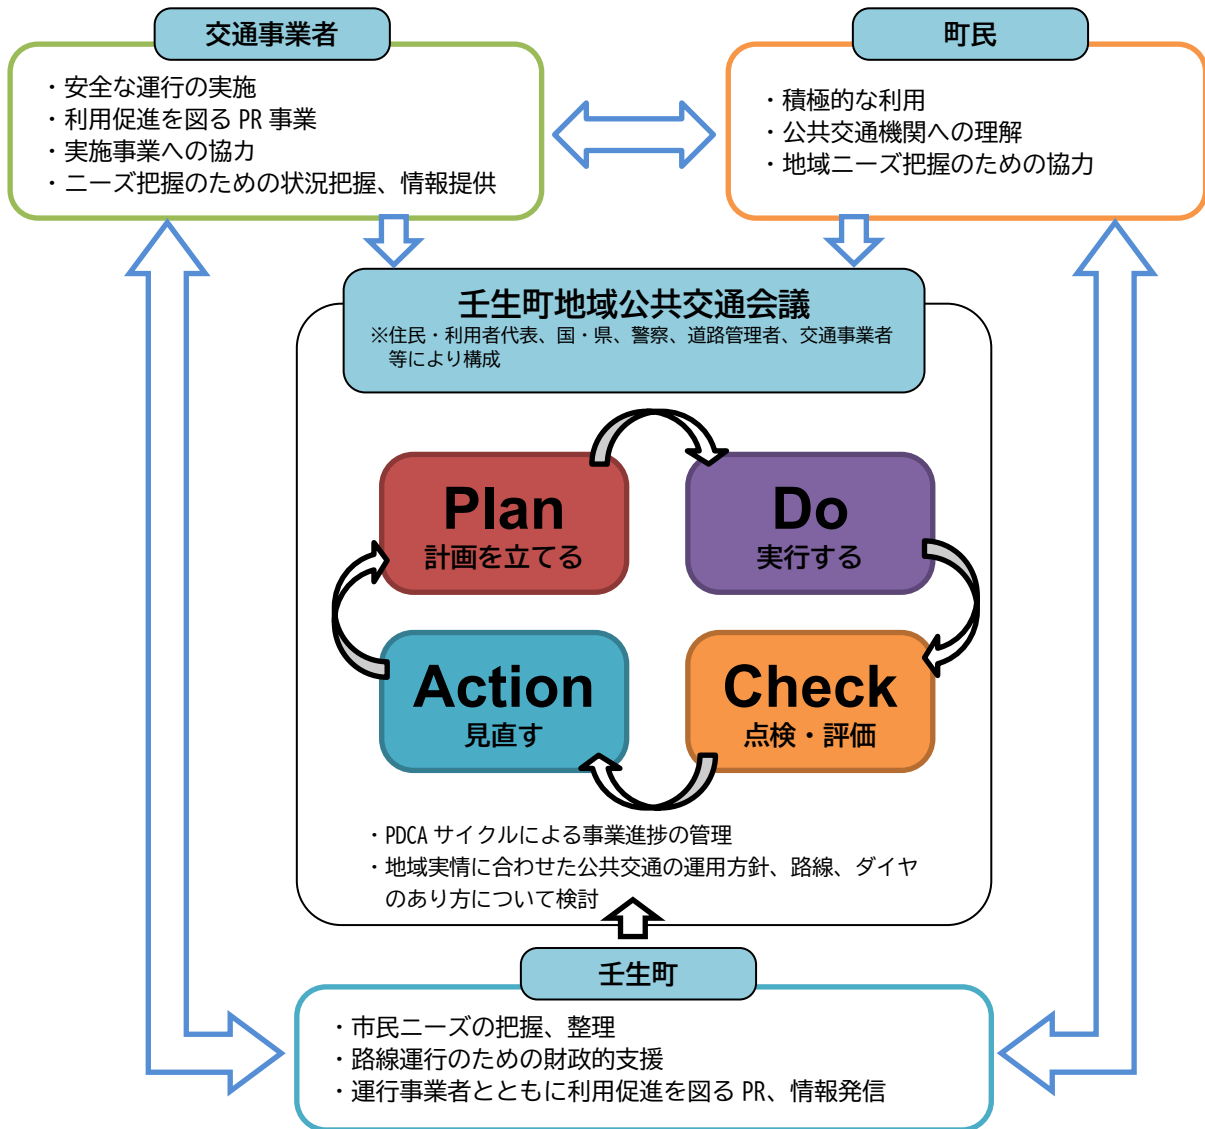 交通事業者
・安全な運行の実施
・利用促進を図る PR 事業
・実施事業への協力
・ニーズ把握のための状況把握、情報提供
町民
・積極的な利用
・公共交通機関への理解
・地域ニーズ把握のための協力
壬生町地域公共交通会議
※住民・利用者代表、国・県、警察、道路管理者、交通事業者
等により構成
Plan
計画を立てる
Do
実行する
Action
見直す
Check
点検・評価
・PDCA サイクルによる事業進捗の管理
・地域実情に合わせた公共交通の運用方針、路線、ダイヤ
のあり方について検討
壬生町
・市民ニーズの把握、整理
・路線運行のための財政的支援
・運行事業者とともに利用促進を図る PR、情報発信